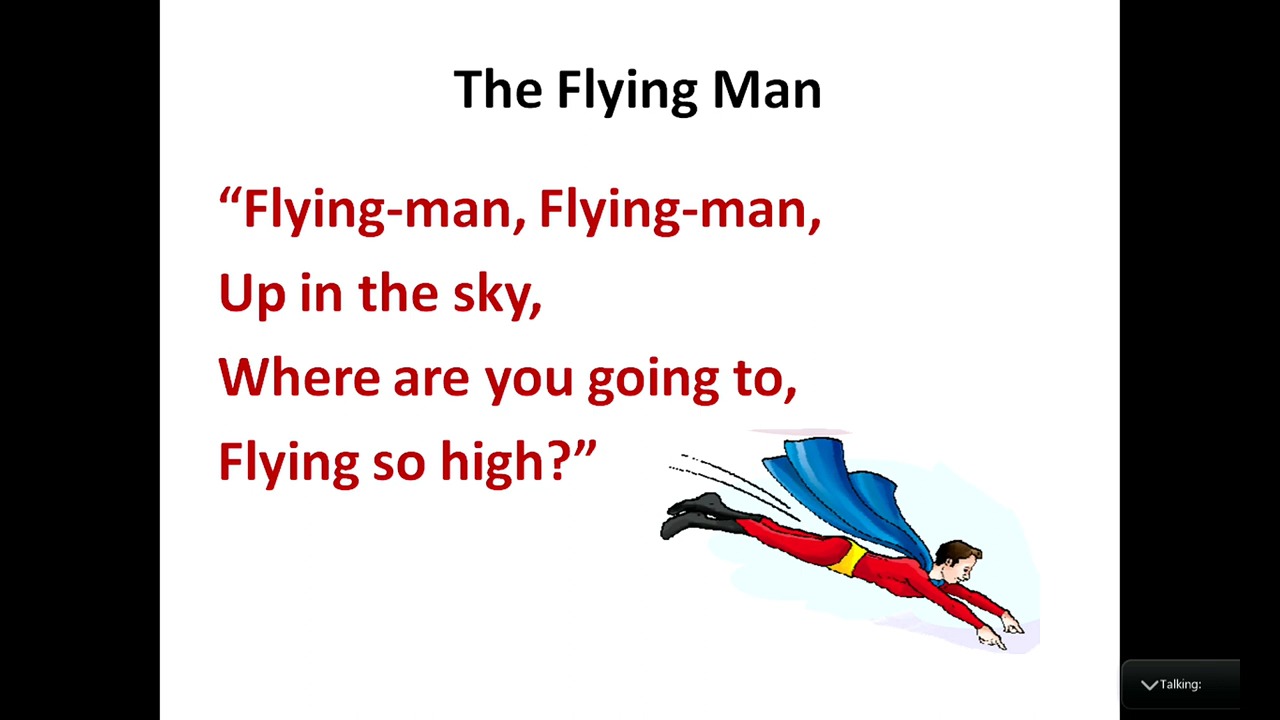 The Flying Man
“Flying-man, Flying-man,
Up in the sky,
Where are you going to,
Flying so high?”
Talking: